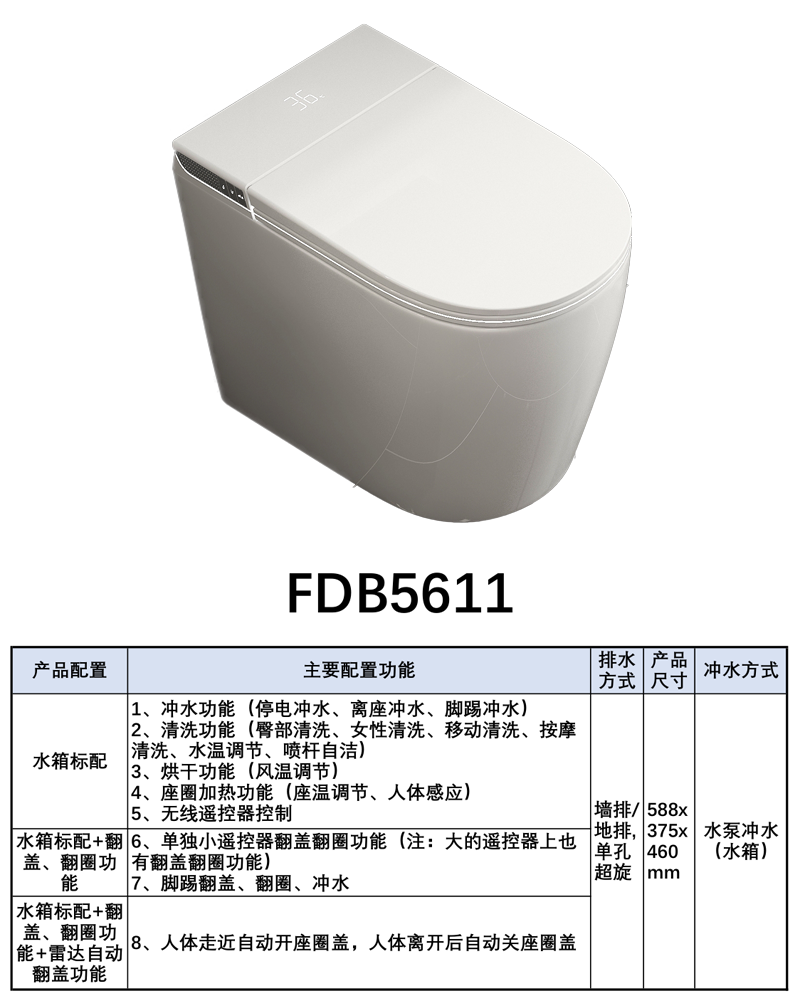 36
FDB5611
产品配置
主要配置功能
排水
方式
产品
尺寸
冲水方式
水箱标配
1、冲水功能（停电冲水、离座冲水、脚踢冲水）
2、清洗功能（臀部清洗、女性清洗、移动清洗、按摩
清洗、水温调节、喷杆自洁）
3、烘干功能（风温调节）
4、座圈加热功能（座温调节、人体感应）
5、无线遥控器控制
水箱标配+翻
盖、翻圈功
能
6、单独小遥控器翻盖翻圈功能（注：大的遥控器上也
有翻盖翻圈功能）
7、脚踢翻盖、翻圈、冲水
水箱标配+翻
盖、翻圈功
能+雷达自动
翻盖功能
8、人体走近自动开座圈盖，人体离开后自动关座圈盖
墙排/
地排,
单孔
超旋
588x
375x
460
mm
水泵冲水
（水箱）